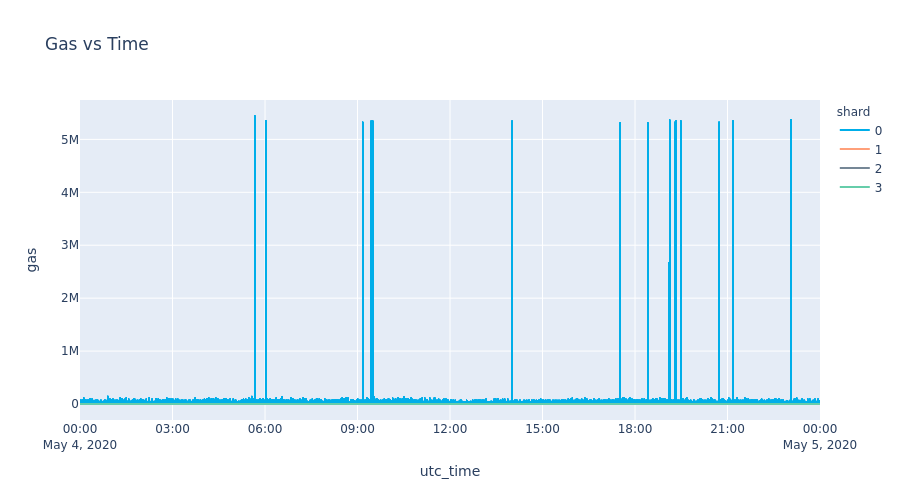 Gas vs Time
shard
0
1
2
3
5M
4M
3M
2M
1M
0
gas
00:00 03:00 06:00 09:00 12:00 15:00 18:00 21:00 00:00
May 4, 2020 May 5, 2020
utc_time